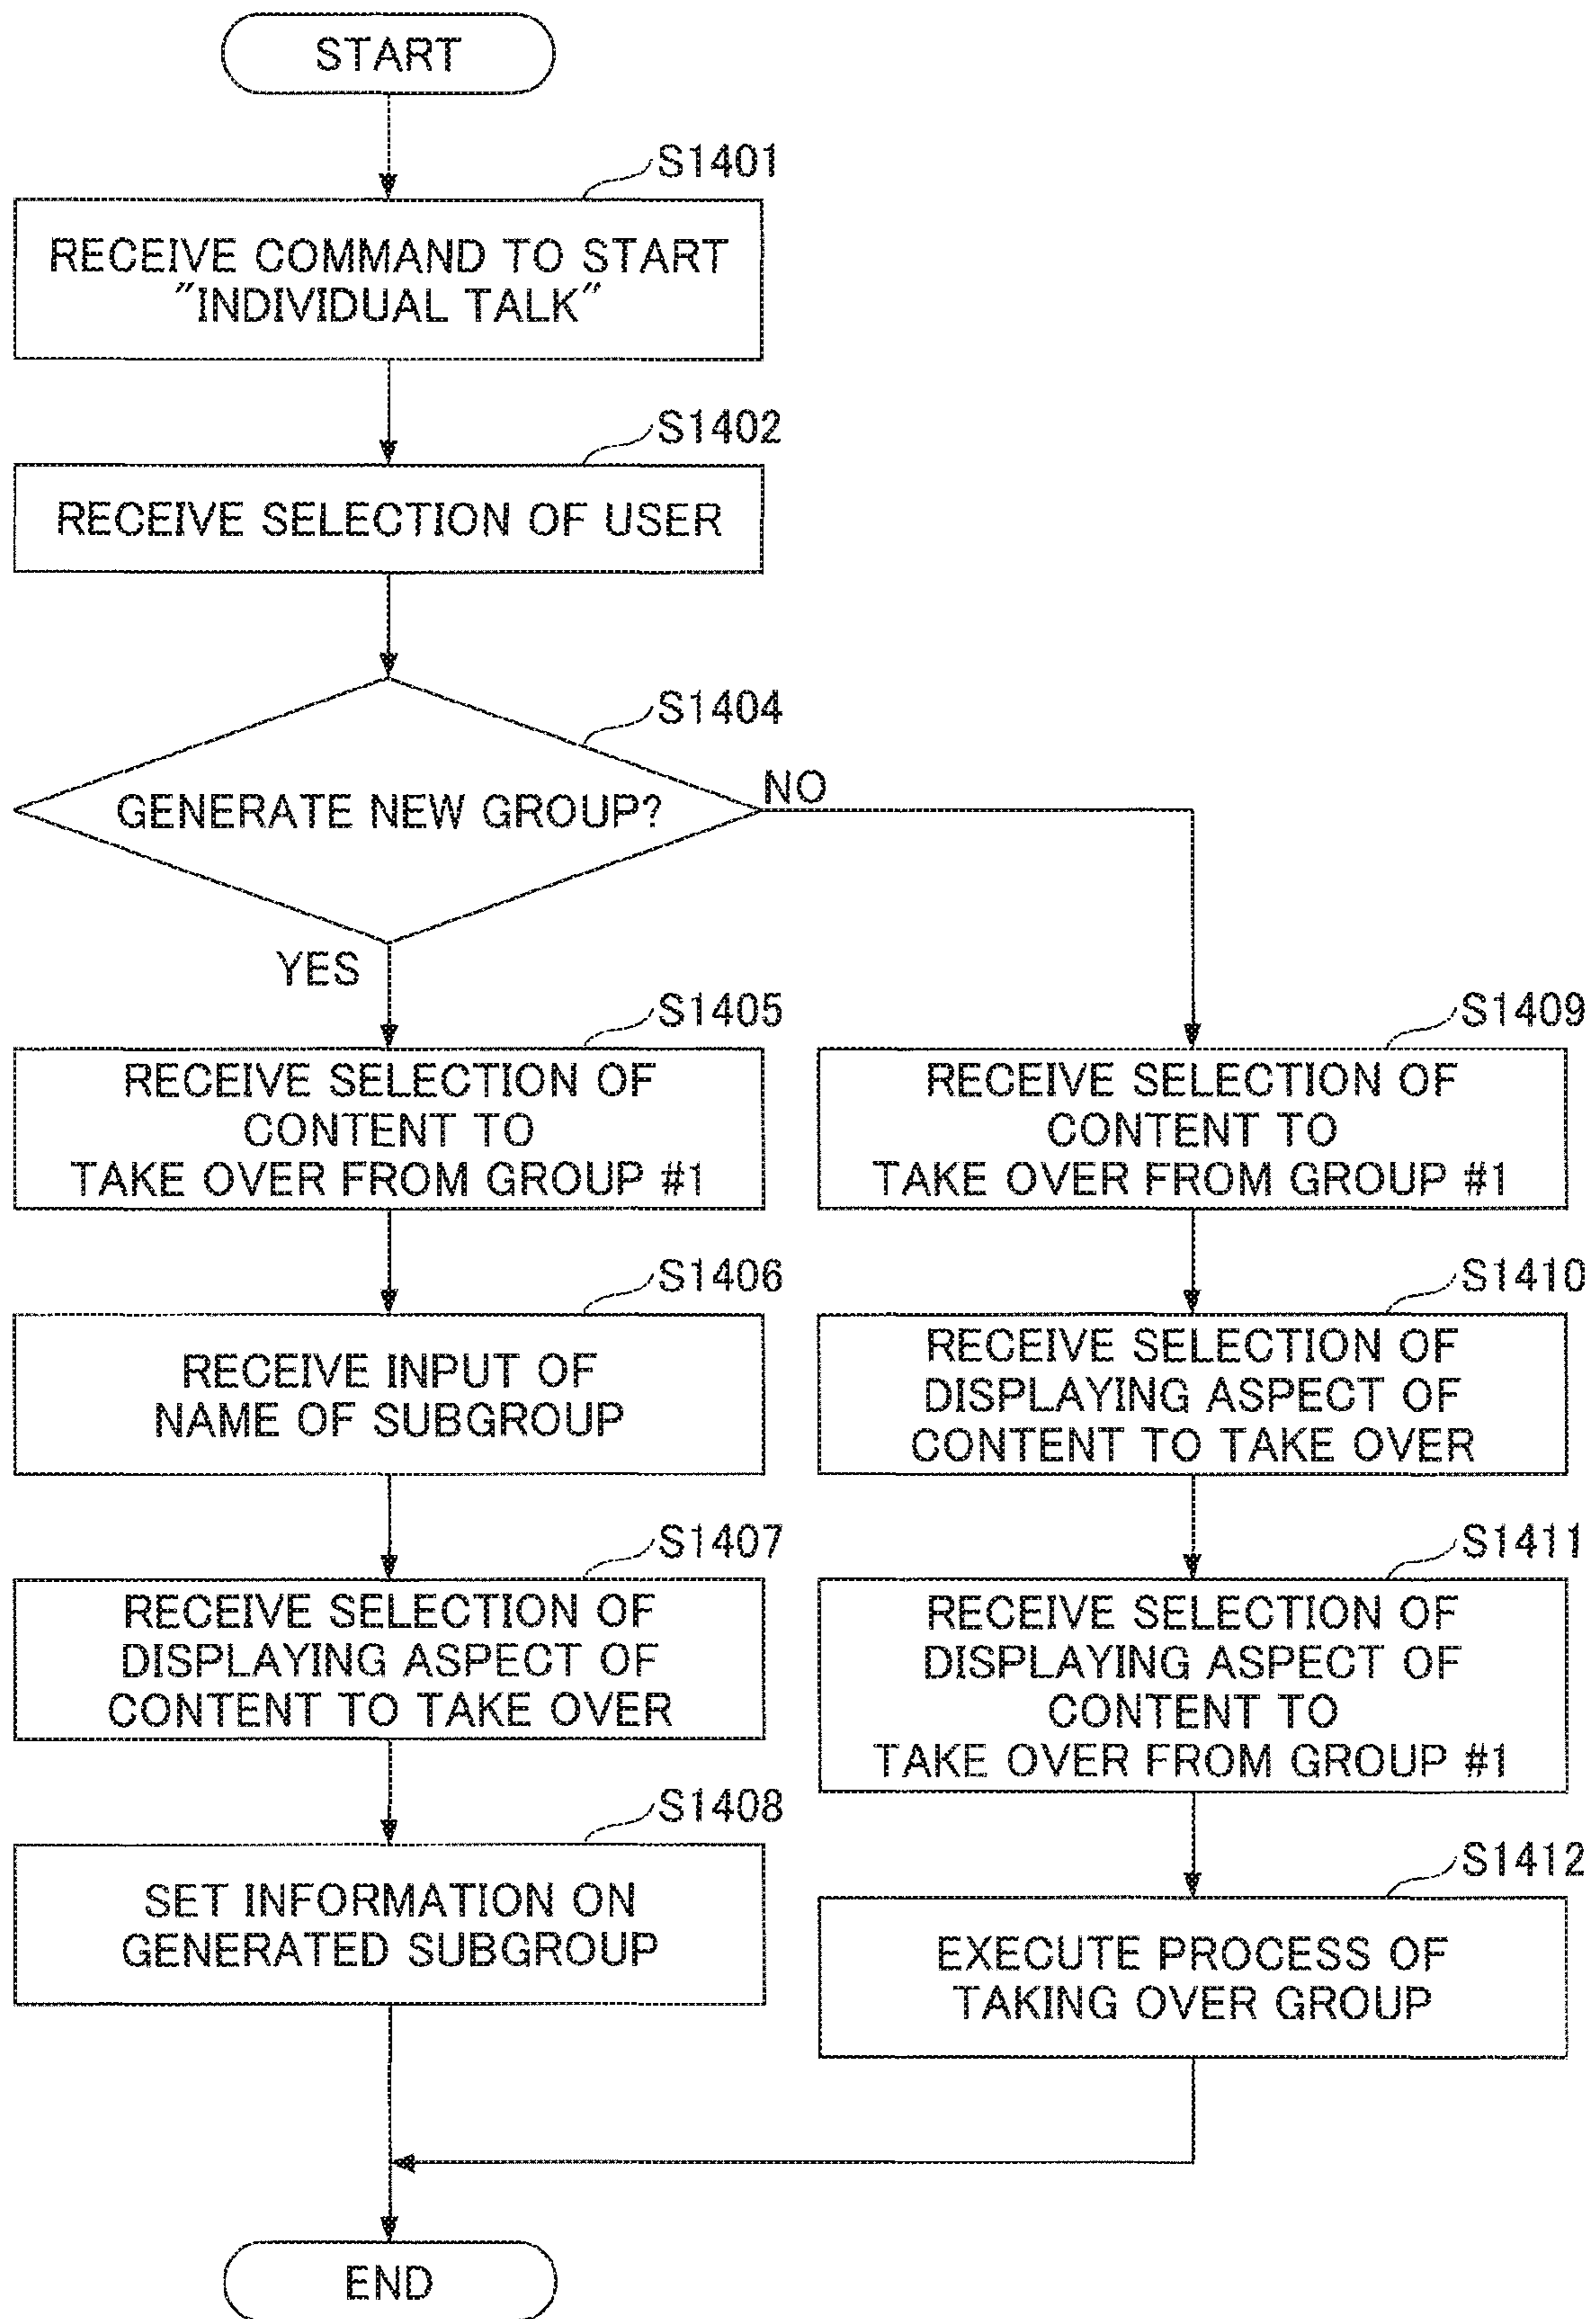 START
S1401
RECEIVE COMMAND TO START
"INDIVIDUAL TALK"
S1402
RECEIVE SELECTION OF USER
S1404
GENERATE NEW GROUP?
NO
YES
S1405
RECEIVE SELECTION OF
CONTENT TO
TAKE OVER FROM GROUP #1
S1406
RECEIVE INPUT OF
NAME OF SUBGROUP
S1407
RECEIVE SELECTION OF
DISPLAYING ASPECT OF
CONTENT TO TAKE OVER
S1408
SET INFORMATION ON
GENERATED SUBGROUP
S1409
RECEIVE SELECTION OF
CONTENT TO
TAKE OVER FROM GROUP #1
S1410
RECEIVE SELECTION OF
DISPLAYING ASPECT OF
CONTENT TO TAKE OVER
S1411
RECEIVE SELECTION OF
DISPLAYING ASPECT OF
CONTENT TO
TAKE OVER FROM GROUP #1
S1412
EXECUTE PROCESS OF
TAKING OVER GROUP
END